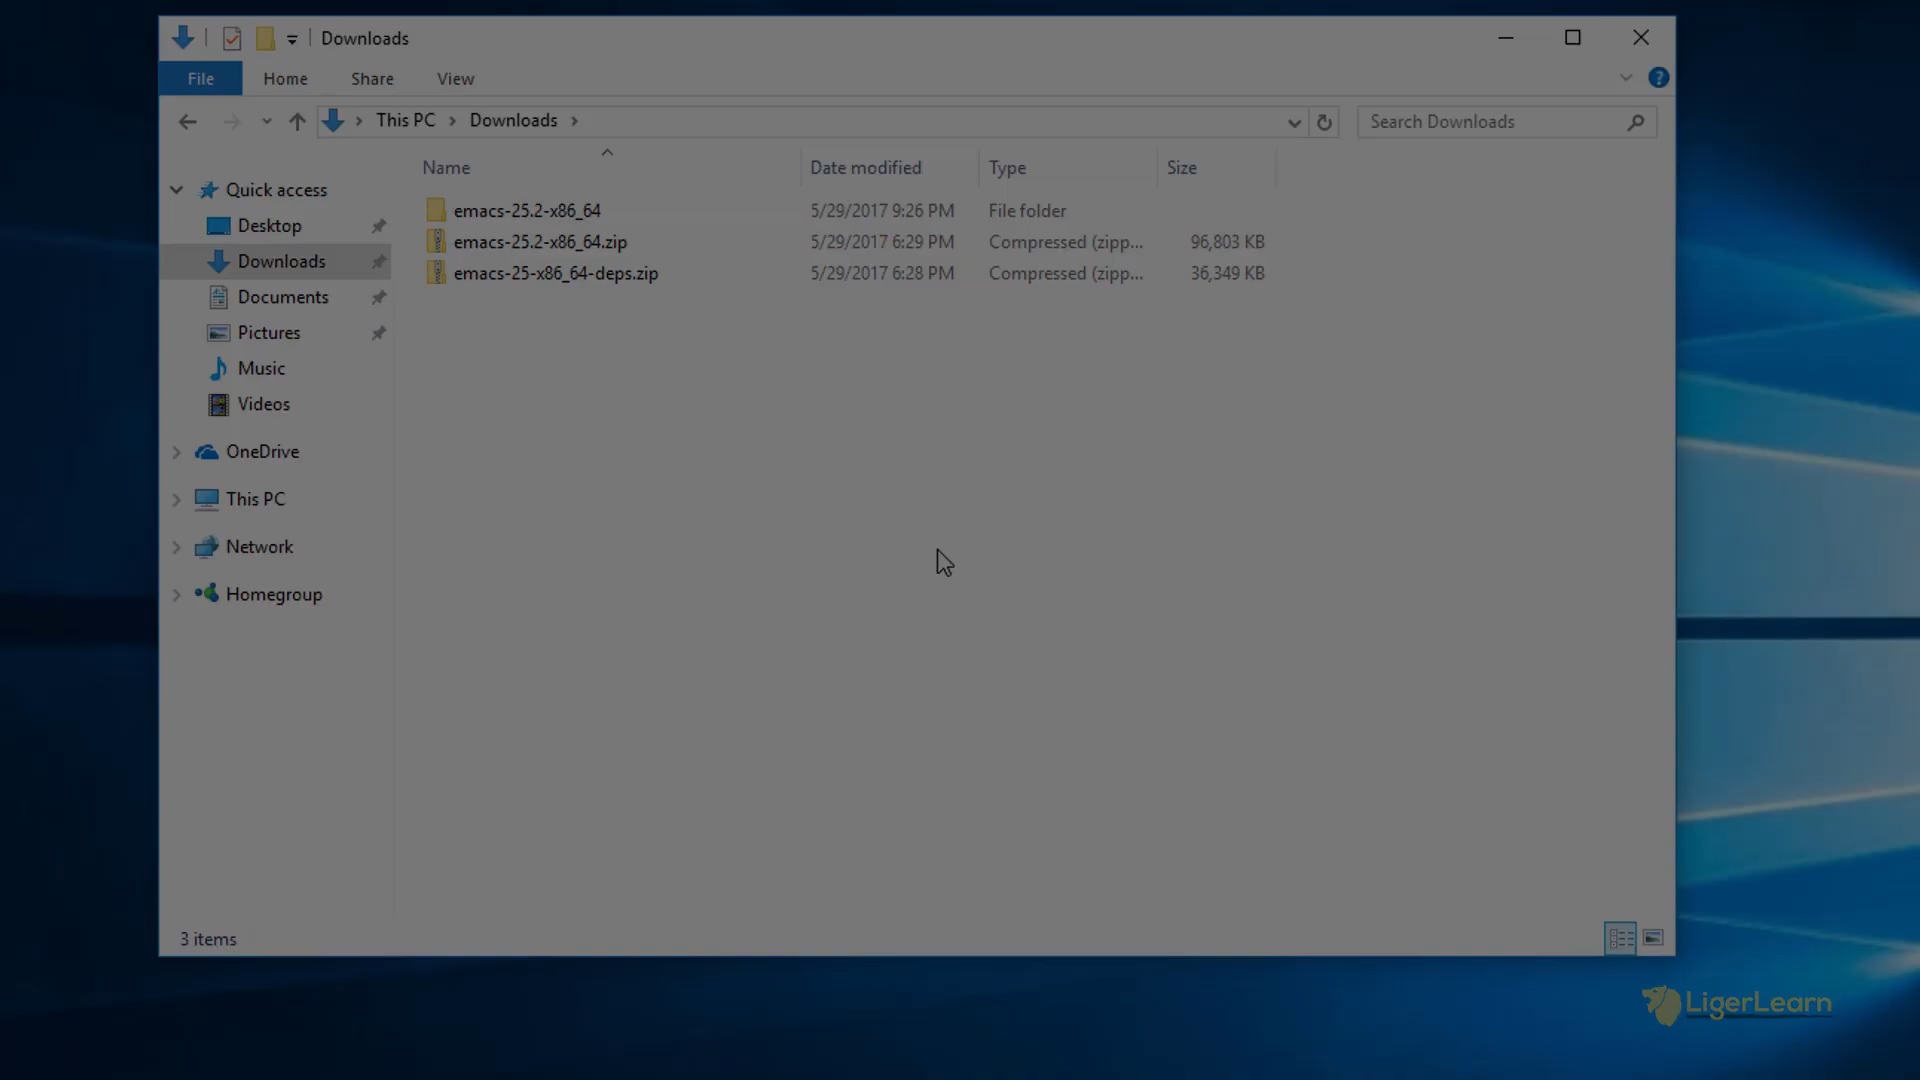 Downloads
File Home Share View
This PC Downloads
Search Downloads
Name Date modified Type Size
Quick access
Desktop
Downloads
Documents
Pictures
Music
Videos
OneDrive
This PC
Network
Homegroup
emacs-25.2-x86_64 5/29/2017 9:26 PM File folder
emacs-25.2-x86_64.zip 5/29/2017 6:29 PM Compressed (zipp... 96,803 KB
emacs-25-x86_64-deps.zip 5/29/2017 6:28 PM Compressed (zipp... 36,349 KB
3 items
LigerLearn